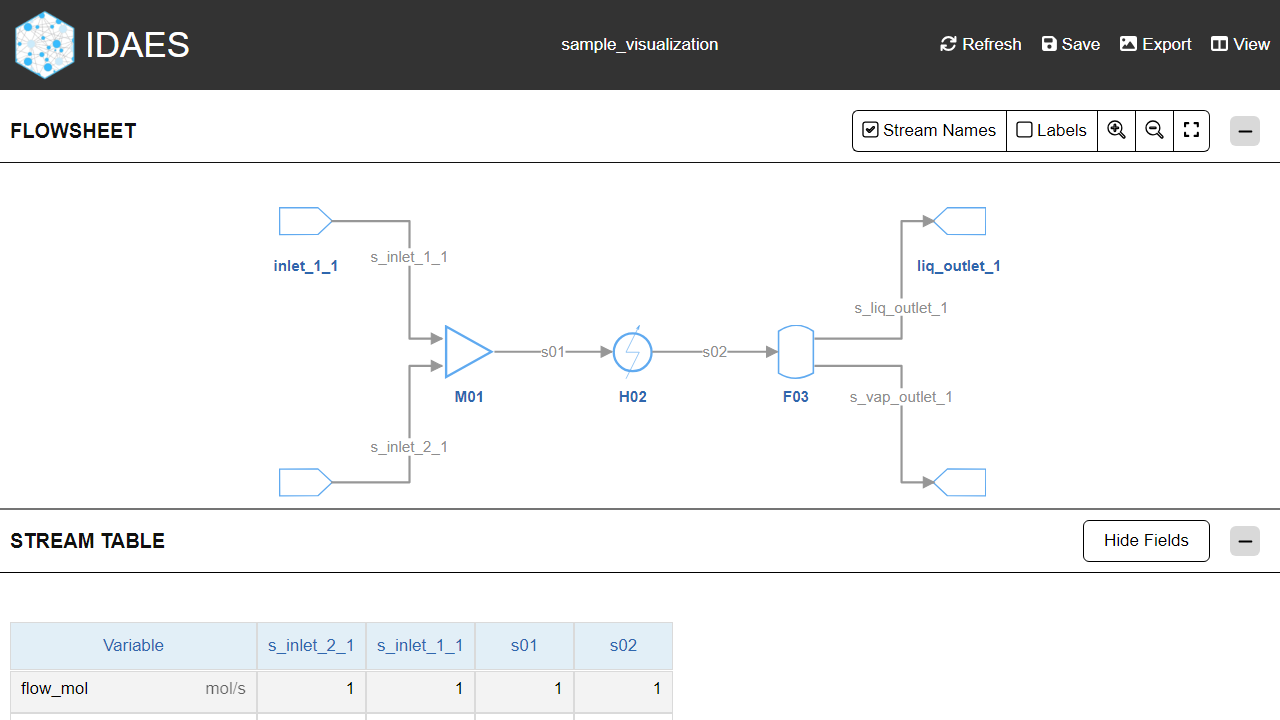 IDAES
sample_visualization
Refresh
Save
Export
View
FLOWSHEET
Stream Names
Labels
inlet_1_1
s_inlet_1_1
liq_outlet_1
s_liq_outlet_1
s01
s02
M01
H02
F03
s_vap_outlet_1
s_inlet_2_1
STREAM TABLE
Hide Fields
Variable s_inlet_2_1 s_inlet_1_1 s01 s02
flow_mol mol/s 1 1 1 1